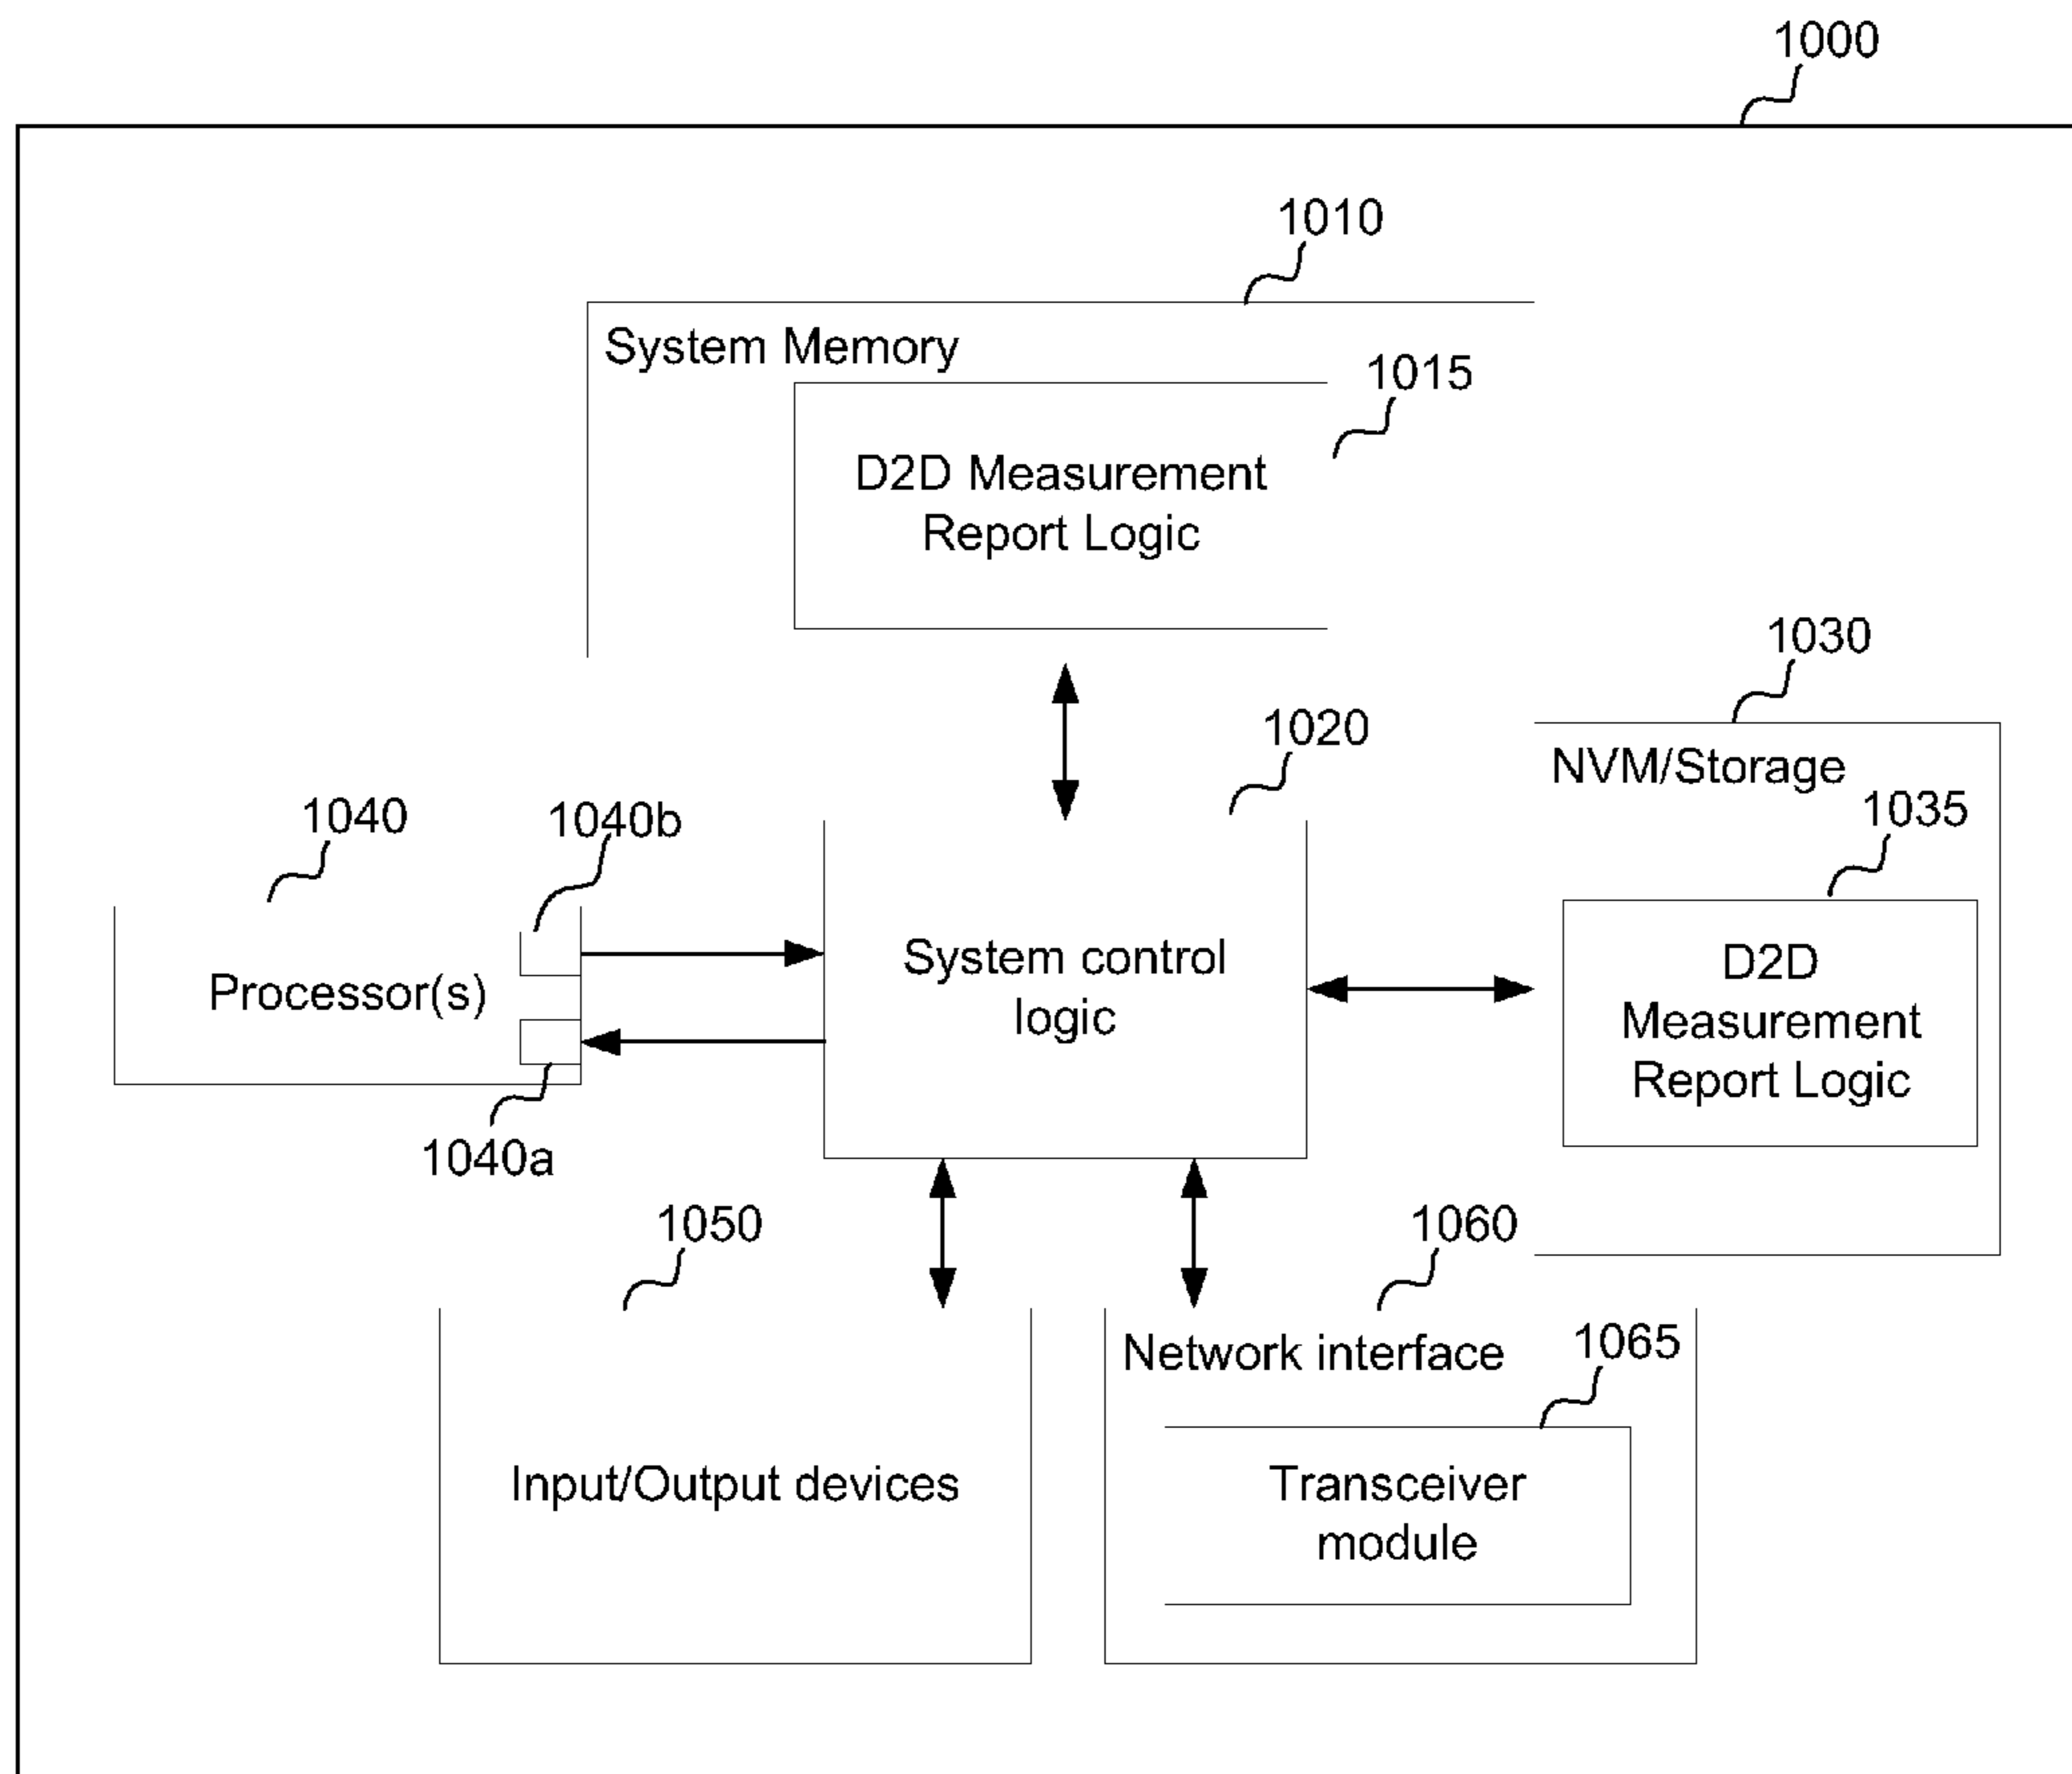 1000
1010
System Memory
1015
D2D Measurement
Report Logic
1030
1020
NVM/Storage
1035
1040
1040b
System control
logic
D2D
Measurement
Report Logic
Processor(s)
1040a
1050
1060
Network interface
1065
Input/Output devices
Transceiver
module